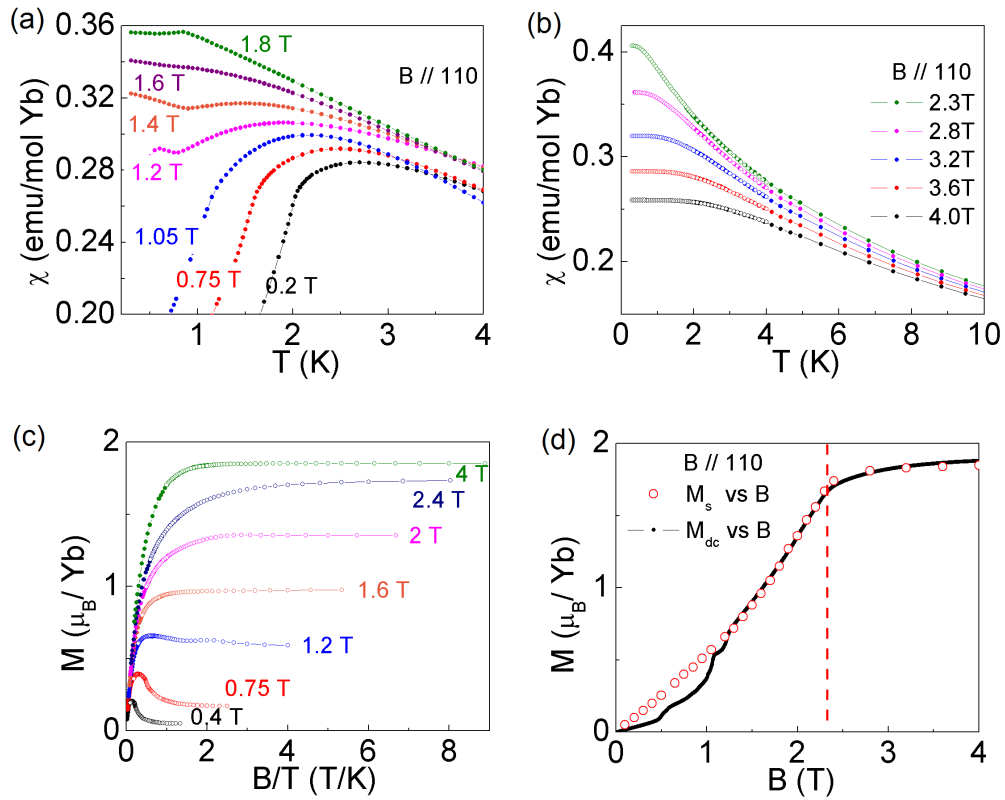 (a)
χ (emu/mol Yb)
0.36
0.32
0.28
0.24
0.20
1.8 T
B // 110
1.6 T
1.4 T
1.2 T
1.05 T
0.75 T
0.2 T
1 2 3 4
T (K)
(b)
χ (emu/mol Yb)
0.4
0.3
0.2
B // 110
2.3T
2.8T
3.2T
3.6T
4.0T
0 2 4 6 8 10
T (K)
(c)
M (μB/ Yb)
2
1
0
4 T
2.4 T
2 T
1.6 T
1.2 T
0.75 T
0.4 T
0 2 4 6 8
B/T (T/K)
(d)
M (μB/ Yb)
2
1
0
B // 110
Ms vs B
Mdc vs B
0 1 2 3 4
B (T)